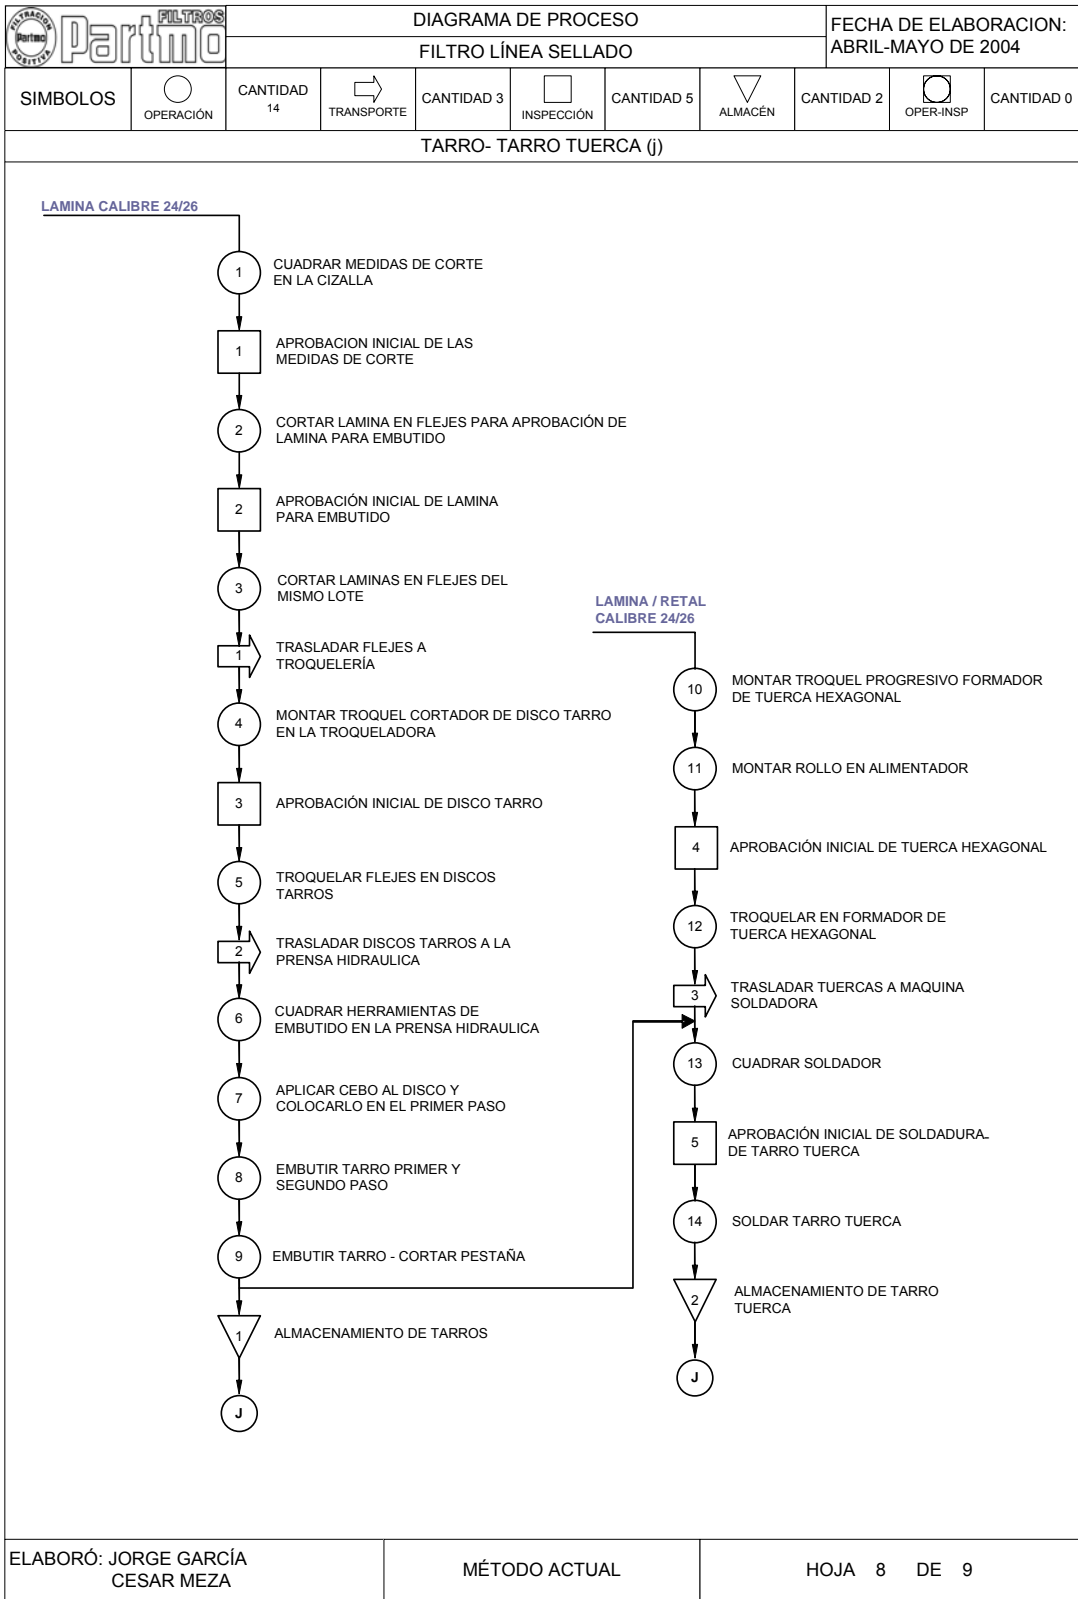 FILTRACION
Partmo
POSITIVA
FILTROS
Partmo
DIAGRAMA DE PROCESO
FILTRO LÍNEA SELLADO
FECHA DE ELABORACION:
ABRIL-MAYO DE 2004
SIMBOLOS
OPERACIÓN
CANTIDAD
14
TRANSPORTE
CANTIDAD 3
INSPECCIÓN
CANTIDAD 5
ALMACÉN
CANTIDAD 2
OPER-INSP
CANTIDAD 0
TARRO- TARRO TUERCA (j)
LAMINA CALIBRE 24/26
1
CUADRAR MEDIDAS DE CORTE
EN LA CIZALLA
1
APROBACION INICIAL DE LAS
MEDIDAS DE CORTE
2
CORTAR LAMINA EN FLEJES PARA APROBACIÓN DE
LAMINA PARA EMBUTIDO
2
APROBACIÓN INICIAL DE LAMINA
PARA EMBUTIDO
3
CORTAR LAMINAS EN FLEJES DEL
MISMO LOTE
1
TRASLADAR FLEJES A
TROQUELERÍA
4
MONTAR TROQUEL CORTADOR DE DISCO TARRO
EN LA TROQUELADORA
3
APROBACIÓN INICIAL DE DISCO TARRO
5
TROQUELAR FLEJES EN DISCOS
TARROS
2
TRASLADAR DISCOS TARROS A LA
PRENSA HIDRAULICA
6
CUADRAR HERRAMIENTAS DE
EMBUTIDO EN LA PRENSA HIDRAULICA
7
APLICAR CEBO AL DISCO Y
COLOCARLO EN EL PRIMER PASO
8
EMBUTIR TARRO PRIMER Y
SEGUNDO PASO
9
EMBUTIR TARRO - CORTAR PESTAÑA
1
ALMACENAMIENTO DE TARROS
J
LAMINA / RETAL
CALIBRE 24/26
10
MONTAR TROQUEL PROGRESIVO FORMADOR
DE TUERCA HEXAGONAL
11
MONTAR ROLLO EN ALIMENTADOR
4
APROBACIÓN INICIAL DE TUERCA HEXAGONAL
12
TROQUELAR EN FORMADOR DE
TUERCA HEXAGONAL
3
TRASLADAR TUERCAS A MAQUINA
SOLDADORA
13
CUADRAR SOLDADOR
5
APROBACIÓN INICIAL DE SOLDADURA
DE TARRO TUERCA
14
SOLDAR TARRO TUERCA
2
ALMACENAMIENTO DE TARRO
TUERCA
J
ELABORÓ: JORGE GARCÍA
CESAR MEZA
MÉTODO ACTUAL
HOJA 8 DE 9